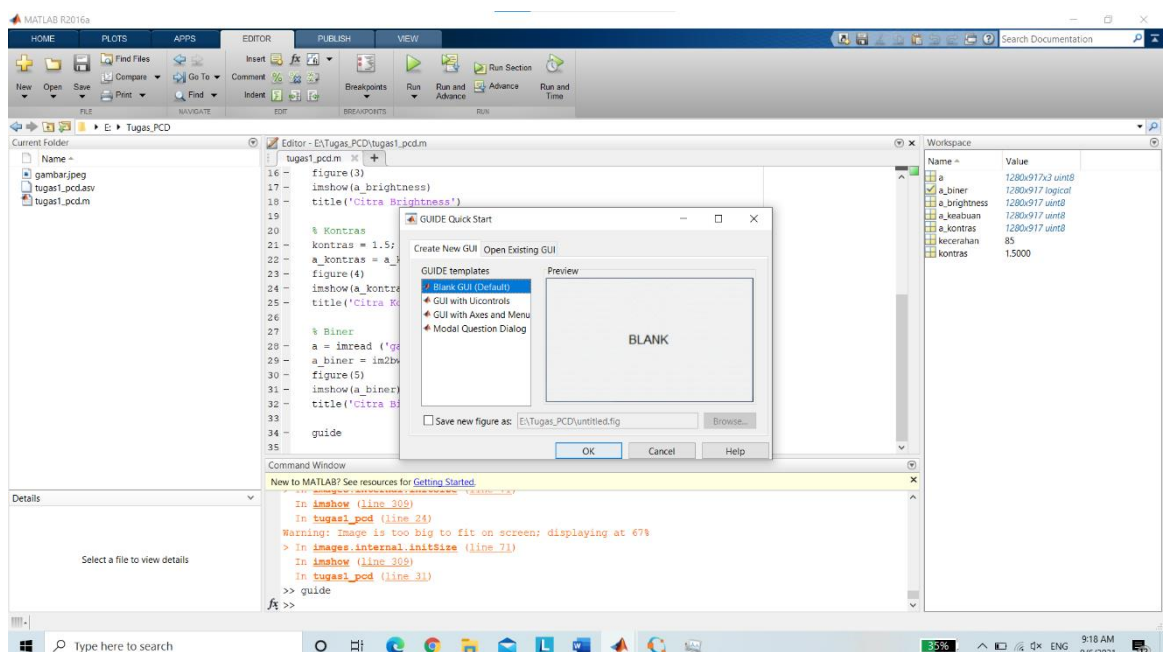 MATLAB R2016a
HOME PLOTS APPS EDITOR PUBLISH VIEW
Search Documentation
New Open Save
Find Files
Compare
Print
Go To
Find
Insert
Comment
Indent
Breakpoints
Run
Run and Advance
Run Section
Advance
Run and Time
FILE NAVIGATE EDIT BREAKPOINTS RUN
E: Tugas_PCD
Current Folder
Name
gambar.jpeg
tugas1_pcd.asv
tugas1_pcd.m
Details
Select a file to view details
Editor - E:\Tugas_PCD\tugas1_pcd.m
tugas1_pcd.m
16 figure(3)
17 imshow(a_brightness)
18 title('Citra Brightness')
19
20 % Kontras
21 kontras = 1.5;
22 a_kontras = a_
23 figure(4)
24 imshow(a_kontra
25 title('Citra Ko
26
27 % Biner
28 a = imread ('ga
29 a_biner = im2bw
30 figure(5)
31 imshow(a_biner)
32 title('Citra Bi
33
34 guide
35
GUIDE Quick Start
Create New GUI Open Existing GUI
GUIDE templates
Blank GUI (Default)
GUI with Uicontrols
GUI with Axes and Menu
Modal Question Dialog
Preview
BLANK
Save new figure as: E:\Tugas_PCD\untitled.fig Browse...
OK Cancel Help
Command Window
New to MATLAB? See resources for Getting Started.
In imshow (line 309)
In tugas1_pcd (line 24)
Warning: Image is too big to fit on screen; displaying at 67%
> In images.internal.initSize (line 71)
In imshow (line 309)
In tugas1_pcd (line 31)
>> guide
fx >>
Workspace
Name Value
a 1280x917x3 uint8
a_biner 1280x917 logical
a_brightness 1280x917 uint8
a_keabuan 1280x917 uint8
a_kontras 1280x917 uint8
kecerahan 85
kontras 1.5000
Type here to search
35%
ENG
9:18 AM